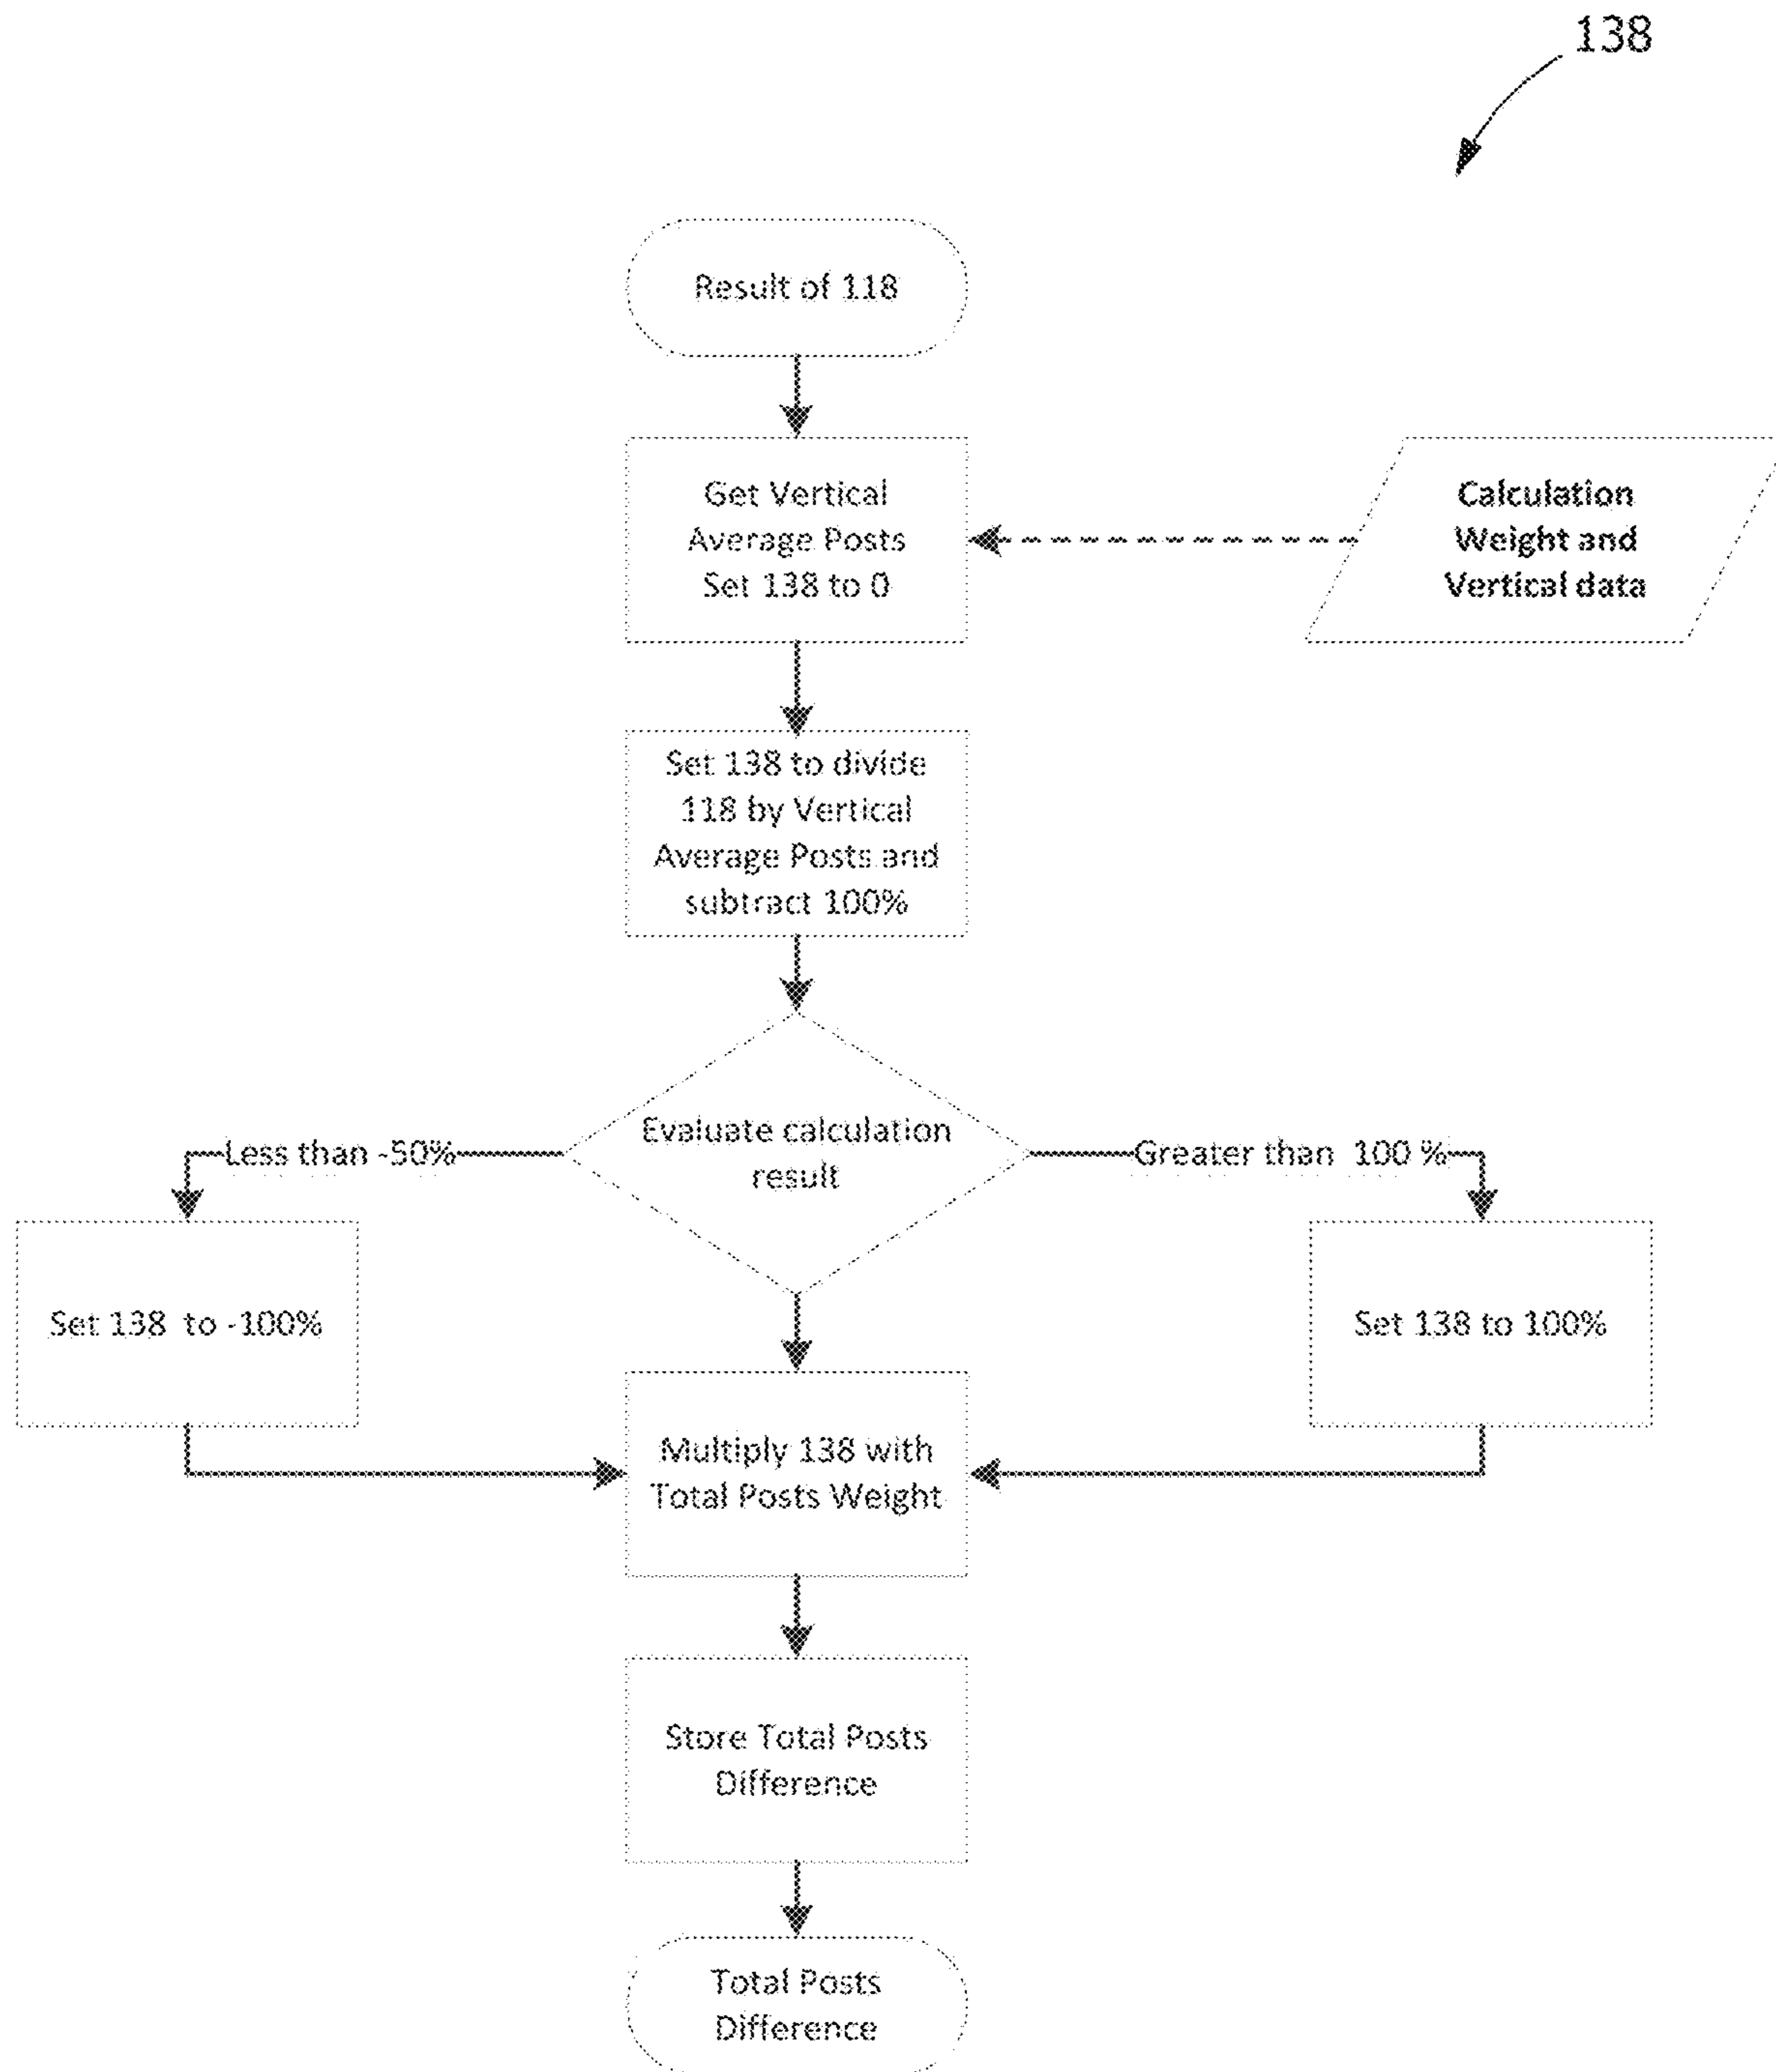 138
Result of 118
Get Vertical
Average Posts
Set 138 to 0
Calculation
Weight and
Vertical data
Set 138 to divide
118 by Vertical
Average Posts and
subtract 100%
Evaluate calculation
result
Less than -50%
Greater than 100 %
Set 138 to -100%
Set 138 to 100%
Multiply 138 with
Total Posts Weight
Store Total Posts
Difference
Total Posts
Difference